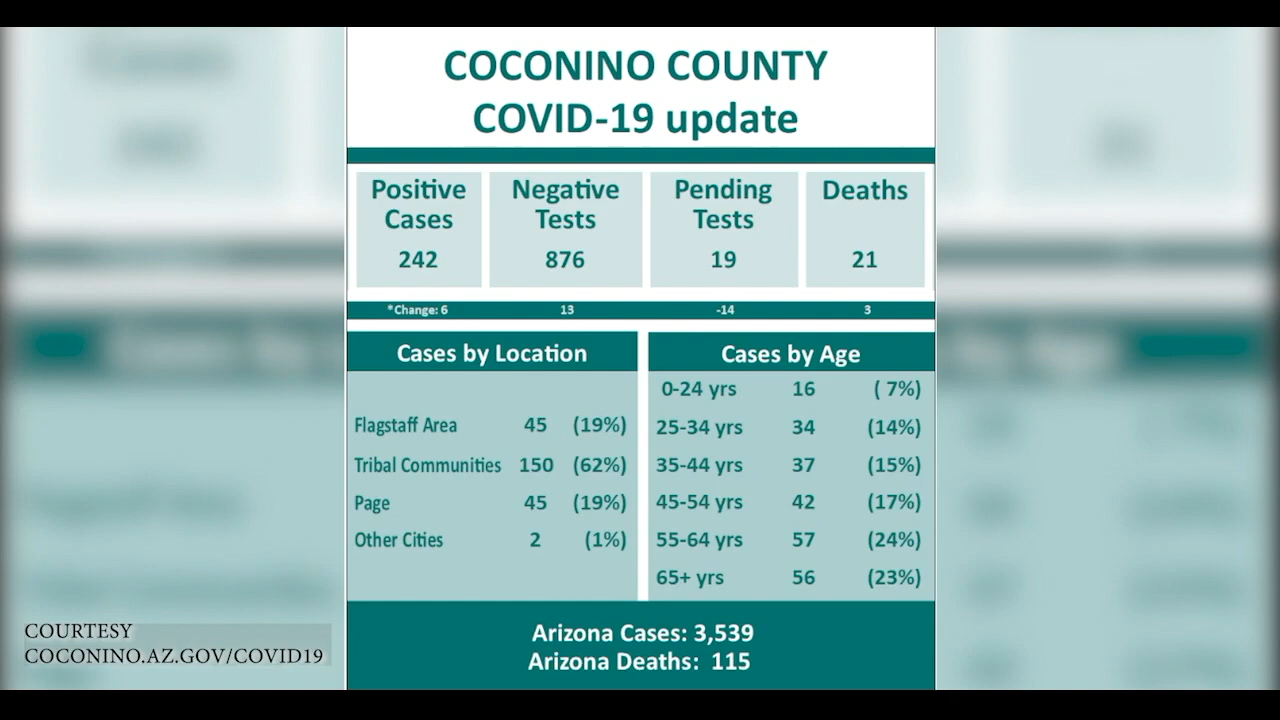 COCONINO COUNTY
COVID-19 update
Positive Cases
242
Negative Tests
876
Pending Tests
19
Deaths
21
*Change: 6 13 -14 3
Cases by Location
Flagstaff Area 45 (19%)
Tribal Communities 150 (62%)
Page 45 (19%)
Other Cities 2 (1%)
Cases by Age
0-24 yrs 16 ( 7%)
25-34 yrs 34 (14%)
35-44 yrs 37 (15%)
45-54 yrs 42 (17%)
55-64 yrs 57 (24%)
65+ yrs 56 (23%)
Arizona Cases: 3,539
Arizona Deaths: 115
COURTESY
COCONINO.AZ.GOV/COVID19